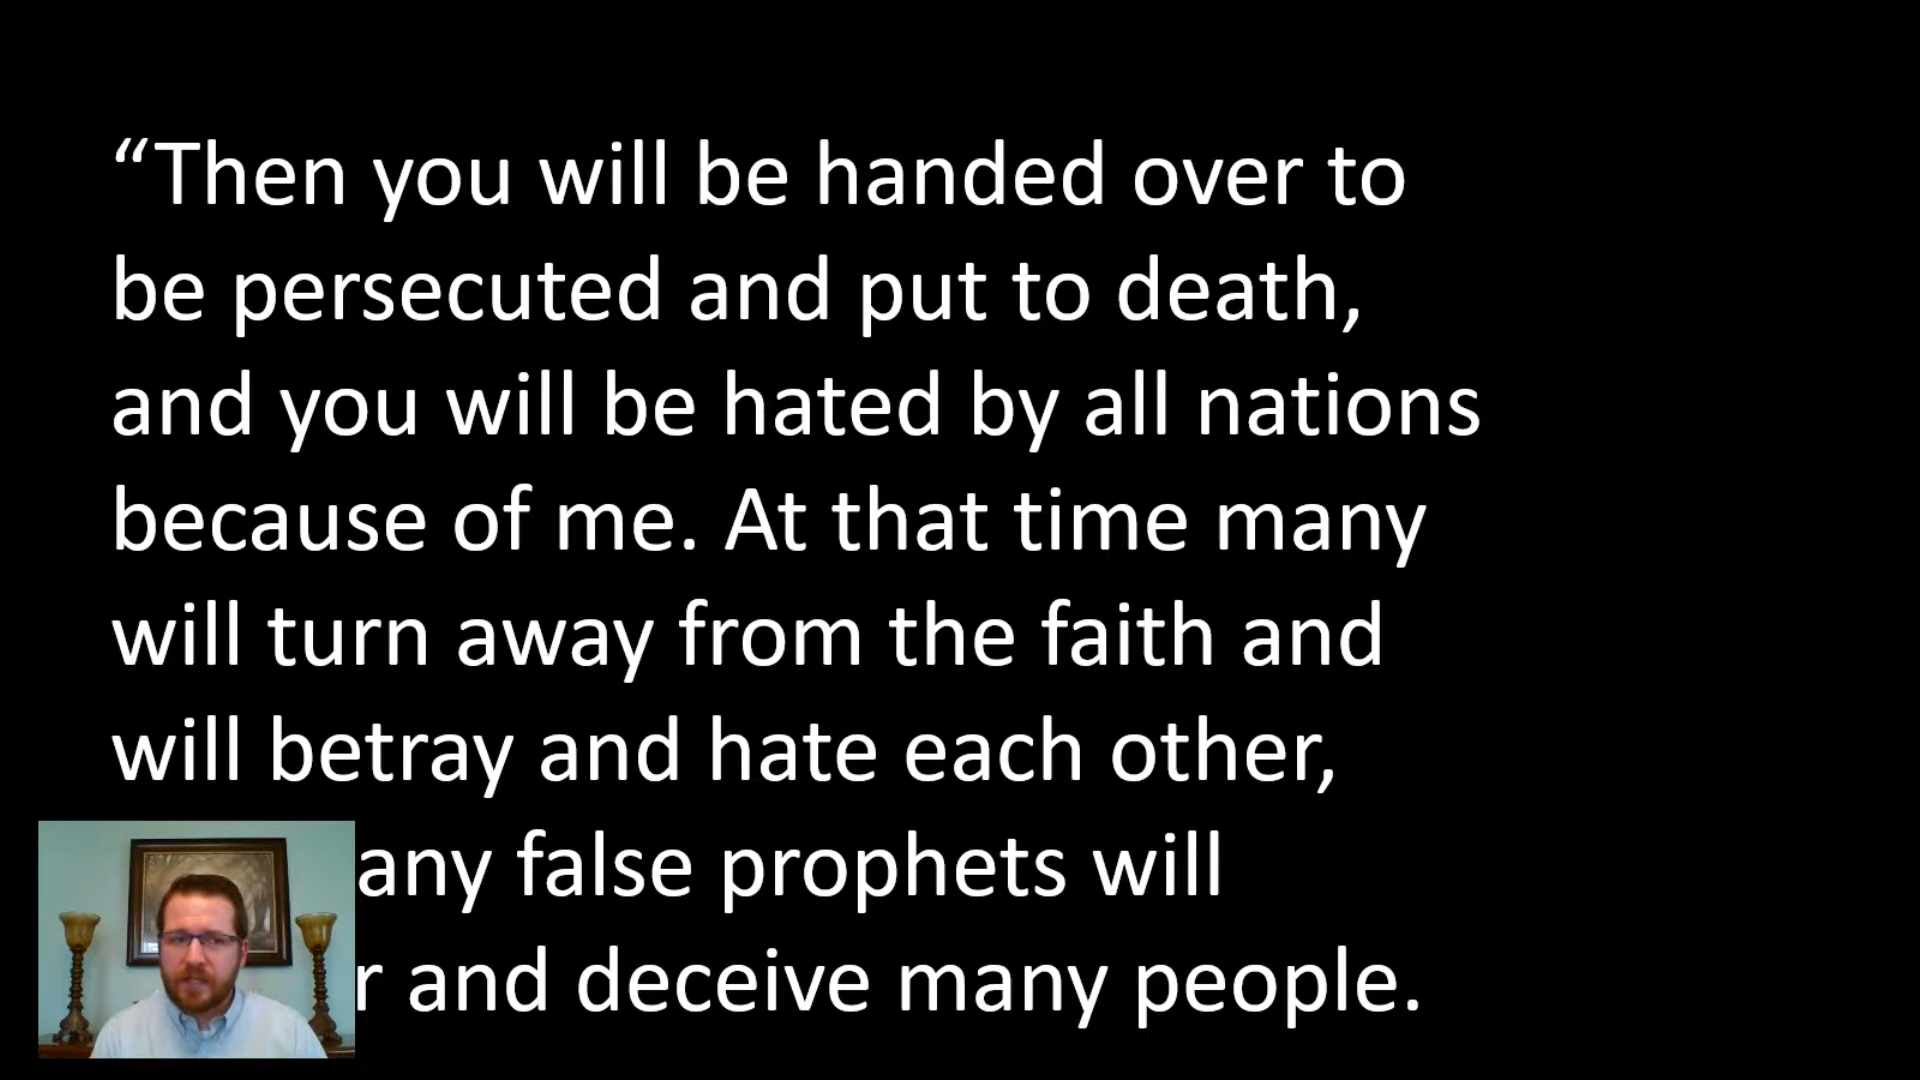 “Then you will be handed over to
be persecuted and put to death,
and you will be hated by all nations
because of me. At that time many
will turn away from the faith and
will betray and hate each other,
any false prophets will
r and deceive many people.